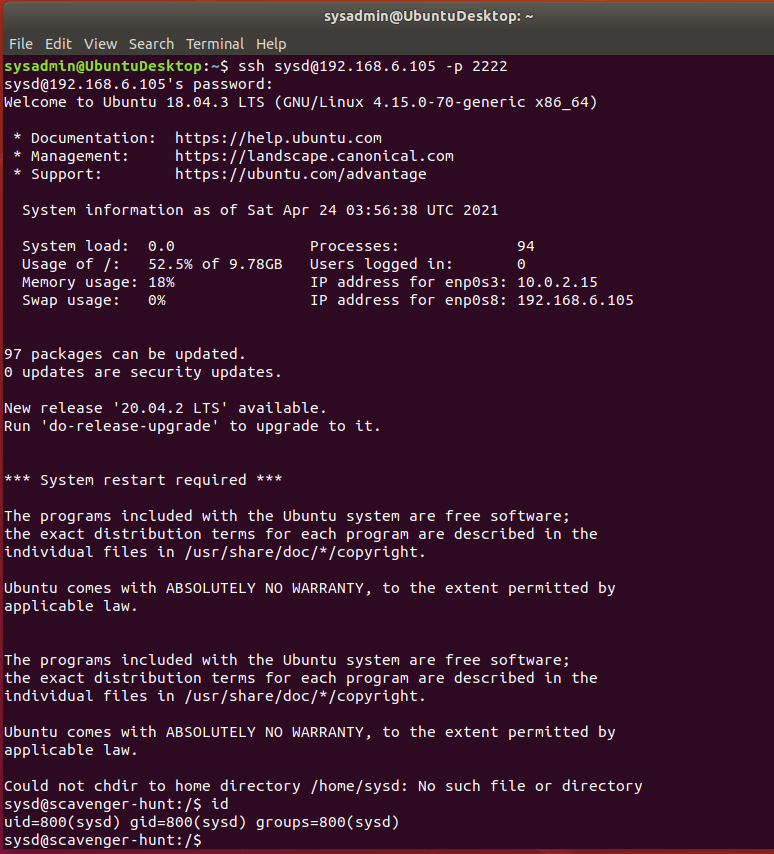 sysadmin@UbuntuDesktop: ~
File Edit View Search Terminal Help
sysadmin@UbuntuDesktop:~$ ssh sysd@192.168.6.105 -p 2222
sysd@192.168.6.105's password:
Welcome to Ubuntu 18.04.3 LTS (GNU/Linux 4.15.0-70-generic x86_64)
* Documentation: https://help.ubuntu.com
* Management: https://landscape.canonical.com
* Support: https://ubuntu.com/advantage
System information as of Sat Apr 24 03:56:38 UTC 2021
System load: 0.0 Processes: 94
Usage of /: 52.5% of 9.78GB Users logged in: 0
Memory usage: 18% IP address for enp0s3: 10.0.2.15
Swap usage: 0% IP address for enp0s8: 192.168.6.105
97 packages can be updated.
0 updates are security updates.
New release '20.04.2 LTS' available.
Run 'do-release-upgrade' to upgrade to it.
*** System restart required ***
The programs included with the Ubuntu system are free software;
the exact distribution terms for each program are described in the
individual files in /usr/share/doc/*/copyright.
Ubuntu comes with ABSOLUTELY NO WARRANTY, to the extent permitted by
applicable law.
The programs included with the Ubuntu system are free software;
the exact distribution terms for each program are described in the
individual files in /usr/share/doc/*/copyright.
Ubuntu comes with ABSOLUTELY NO WARRANTY, to the extent permitted by
applicable law.
Could not chdir to home directory /home/sysd: No such file or directory
sysd@scavenger-hunt:/$ id
uid=800(sysd) gid=800(sysd) groups=800(sysd)
sysd@scavenger-hunt:/$